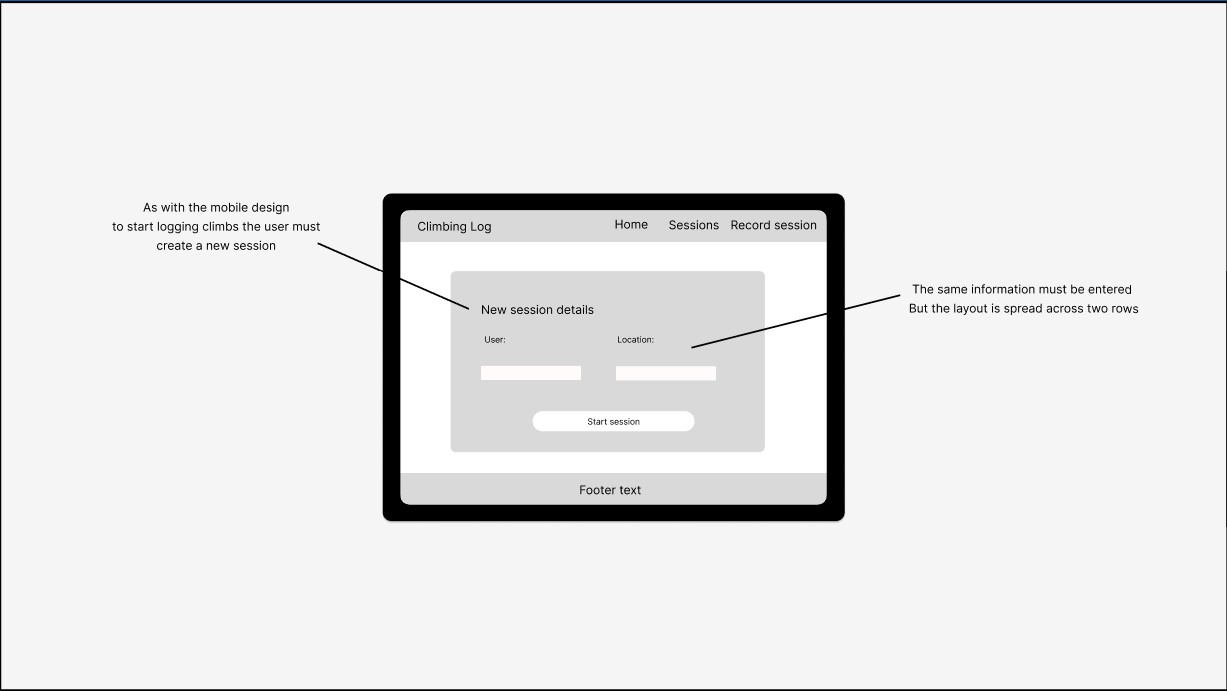 As with the mobile design
to start logging climbs the user must
create a new session
Climbing Log
Home Sessions Record session
New session details
User: Location:
Start session
Footer text
The same information must be entered
But the layout is spread across two rows